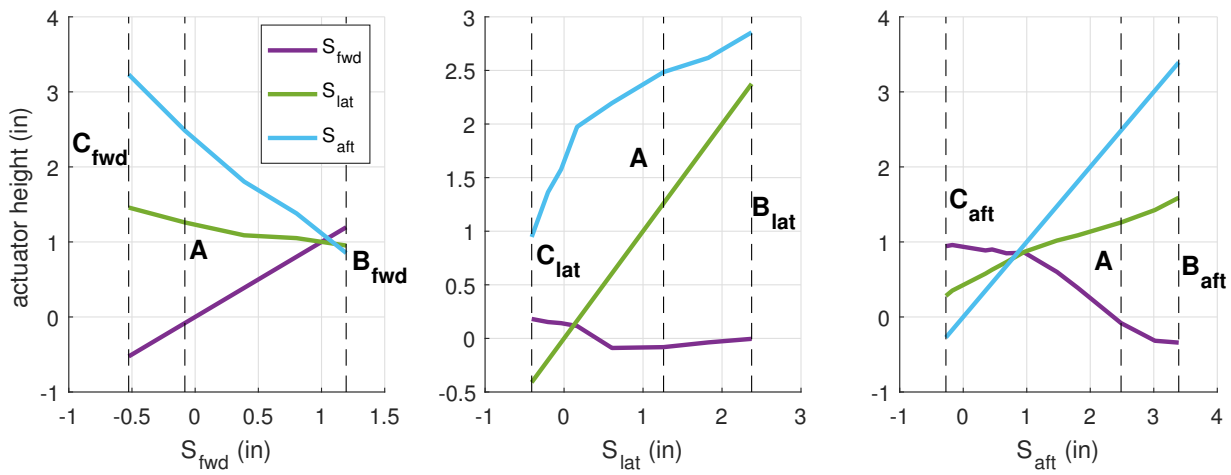 actuator height (in)
4
3
2
1
0
-1
-1
-0.5
0
0.5
1
1.5
S_fwd (in)
C_fwd
A
B_fwd
S_fwd
S_lat
S_aft
3
2.5
2
1.5
1
0.5
0
-0.5
-1
0
1
2
3
S_lat (in)
C_lat
A
B_lat
4
3
2
1
0
-1
-1
0
1
2
3
4
S_aft (in)
C_aft
A
B_aft